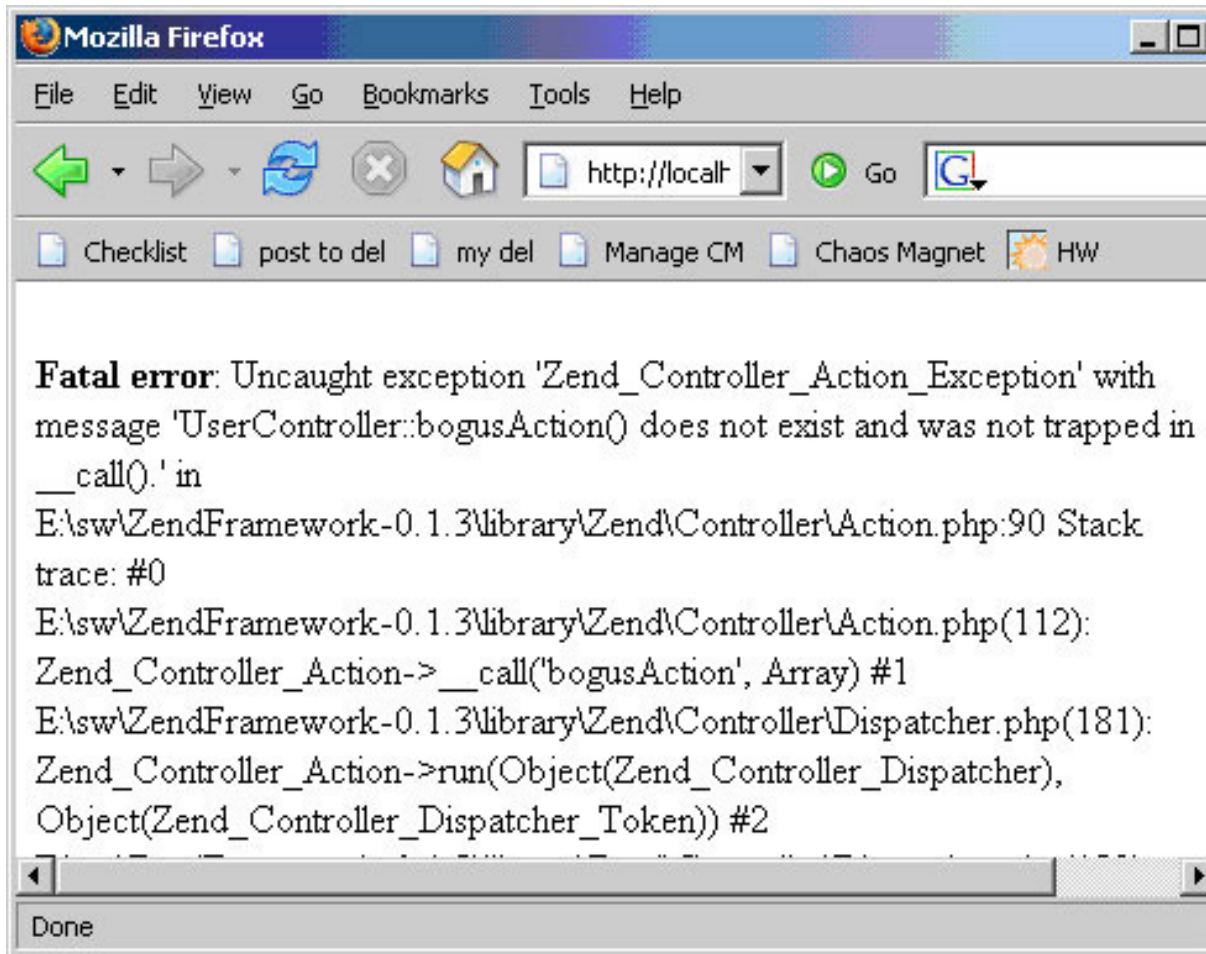 Mozilla Firefox
File Edit View Go Bookmarks Tools Help
http://localh Go G
Checklist post to del my del Manage CM Chaos Magnet HW
Fatal error: Uncaught exception 'Zend_Controller_Action_Exception' with
message 'UserController::bogusAction() does not exist and was not trapped in
__call().' in
E:\sw\ZendFramework-0.1.3\library\Zend\Controller\Action.php:90 Stack
trace: #0
E:\sw\ZendFramework-0.1.3\library\Zend\Controller\Action.php(112):
Zend_Controller_Action->__call('bogusAction', Array) #1
E:\sw\ZendFramework-0.1.3\library\Zend\Controller\Dispatcher.php(181):
Zend_Controller_Action->run(Object(Zend_Controller_Dispatcher),
Object(Zend_Controller_Dispatcher_Token)) #2
Done